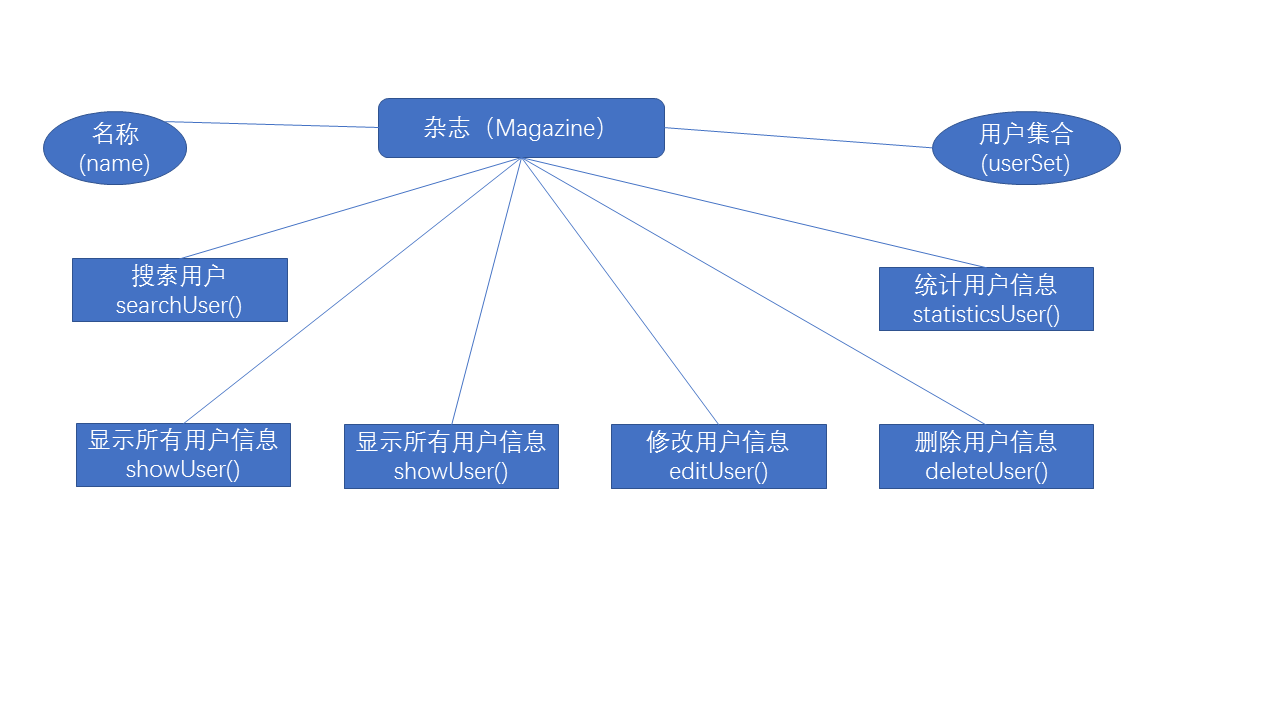 名称
(name)
杂志（Magazine）
用户集合
(userSet)
搜索用户
searchUser()
统计用户信息
statisticsUser()
显示所有用户信息
showUser()
显示所有用户信息
showUser()
修改用户信息
editUser()
删除用户信息
deleteUser()